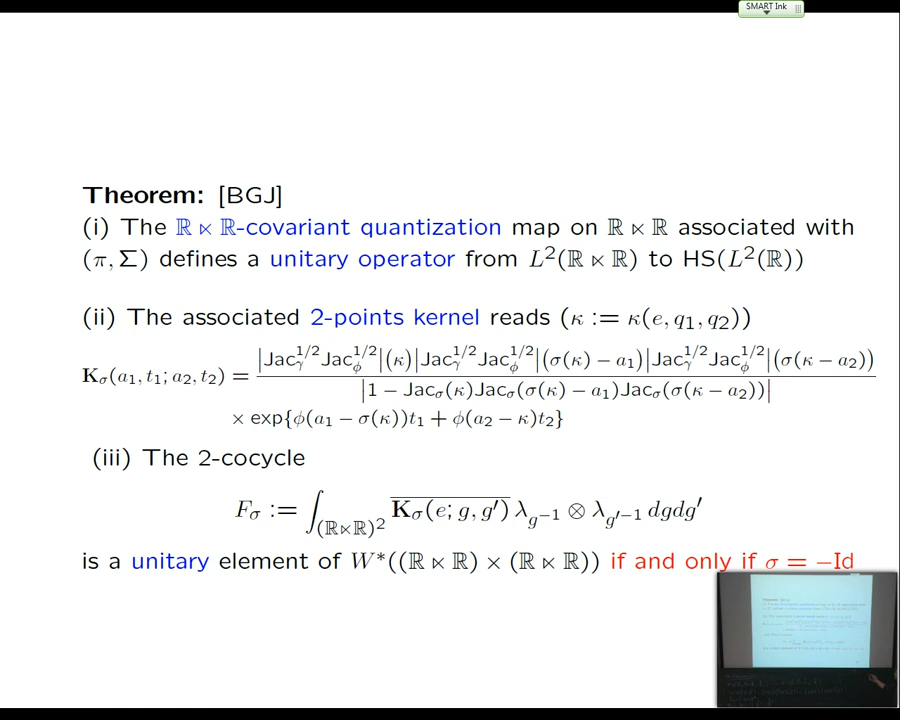 SMART Ink
Theorem: [BGJ]
(i) The ℝ ⋉ ℝ-covariant quantization map on ℝ ⋉ ℝ associated with
(π, Σ) defines a unitary operator from L²(ℝ ⋉ ℝ) to HS(L²(ℝ))
(ii) The associated 2-points kernel reads (κ := κ(e, q₁, q₂))
|Jac_γ^{1/2}Jac_ϕ^{1/2}|(κ)|Jac_γ^{1/2}Jac_ϕ^{1/2}|(σ(κ) − a₁)|Jac_γ^{1/2}Jac_ϕ^{1/2}|(σ(κ − a₂))
K_σ(a₁, t₁; a₂, t₂) =
|1 − Jac_σ(κ)Jac_σ(σ(κ) − a₁)Jac_σ(σ(κ − a₂))|
× exp{ϕ(a₁ − σ(κ))t₁ + ϕ(a₂ − κ)t₂}
(iii) The 2-cocycle
F_σ := ∫_{(ℝ⋉ℝ)²} \overline{K_σ(e; g, g′)} λ_{g⁻¹} ⊗ λ_{g′⁻¹} dgdg′
is a unitary element of W*((ℝ ⋉ ℝ) × (ℝ ⋉ ℝ)) if and only if σ = −Id